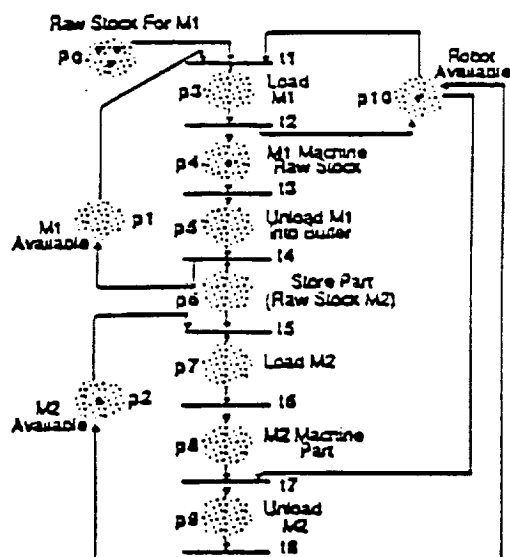 Raw Stock For M1
p0
t1
Robot Available
p3
Load M1
p10
t2
p4
M1 Machine Raw Stock
t3
M1 Available
p1
p5
Unload M1 into Buffer
t4
p6
Store Part (Raw Stock M2)
t5
p7
Load M2
M2 Available
p2
t6
p8
M2 Machine Part
t7
p9
Unload M2
t8